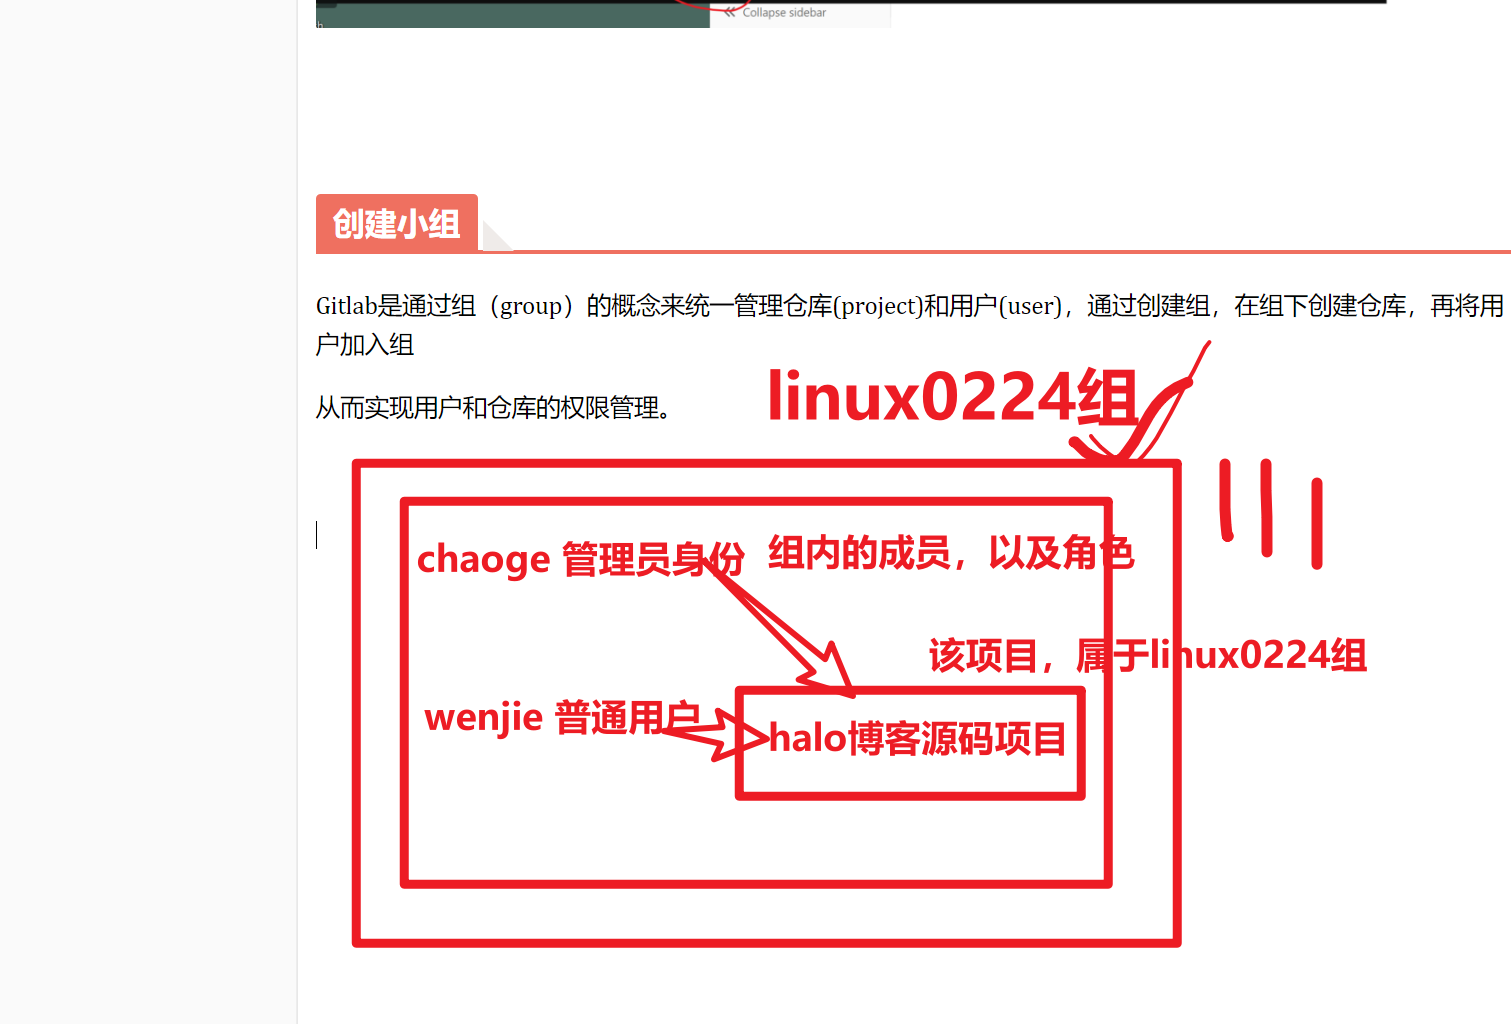 Collapse sidebar
创建小组
Gitlab是通过组（group）的概念来统一管理仓库(project)和用户(user)，通过创建组，在组下创建仓库，再将用
户加入组
从而实现用户和仓库的权限管理。
linux0224组
chaoge 管理员身份
组内的成员，以及角色
该项目，属于linux0224组
wenjie 普通用户
halo博客源码项目